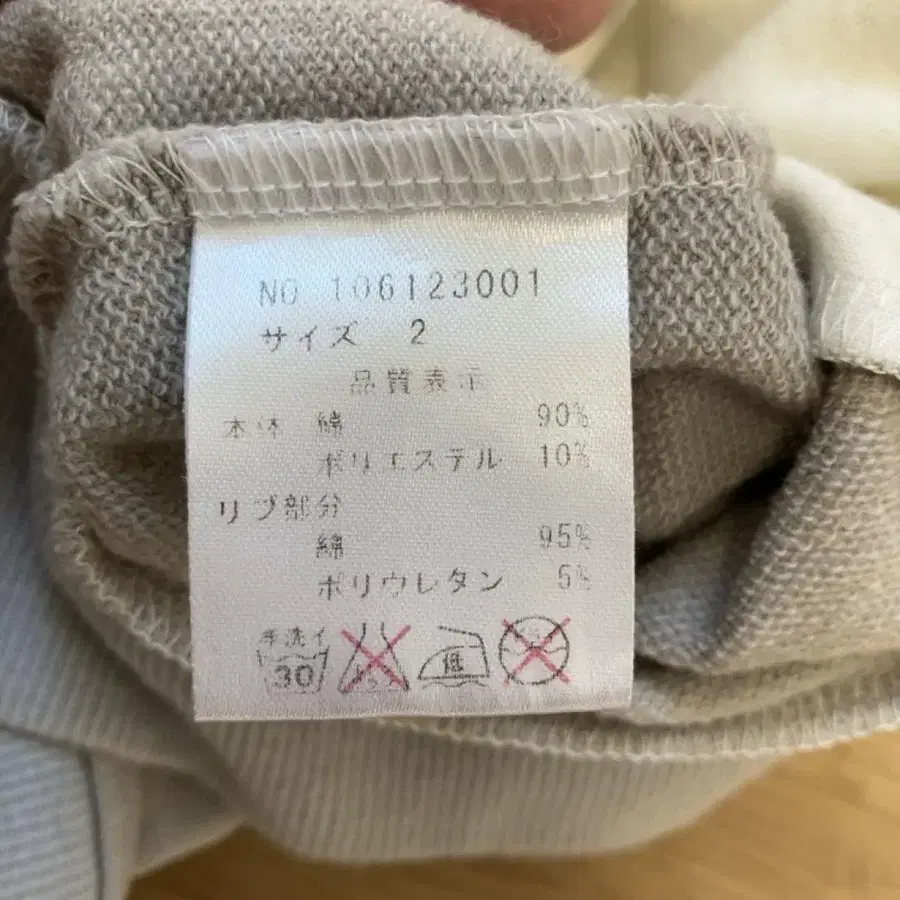 NO 106123001
サイズ 2
品質表示
本体 綿 90%
ポリエステル 10%
リブ部分
綿 95%
ポリウレタン 5%
手洗イ
30
低